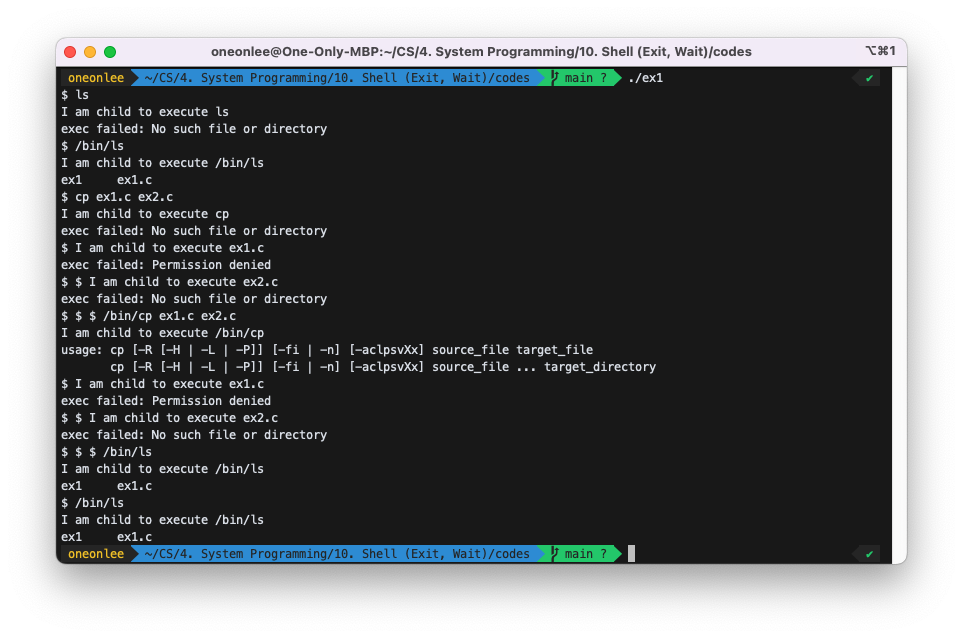 oneonlee@One-Only-MBP:~/CS/4. System Programming/10. Shell (Exit, Wait)/codes ⌥⌘1
oneonlee ~/CS/4. System Programming/10. Shell (Exit, Wait)/codes main ? ./ex1 ✔
$ ls
I am child to execute ls
exec failed: No such file or directory
$ /bin/ls
I am child to execute /bin/ls
ex1 ex1.c
$ cp ex1.c ex2.c
I am child to execute cp
exec failed: No such file or directory
$ I am child to execute ex1.c
exec failed: Permission denied
$ $ I am child to execute ex2.c
exec failed: No such file or directory
$ $ $ /bin/cp ex1.c ex2.c
I am child to execute /bin/cp
usage: cp [-R [-H | -L | -P]] [-fi | -n] [-aclpsvXx] source_file target_file
cp [-R [-H | -L | -P]] [-fi | -n] [-aclpsvXx] source_file ... target_directory
$ I am child to execute ex1.c
exec failed: Permission denied
$ $ I am child to execute ex2.c
exec failed: No such file or directory
$ $ $ /bin/ls
I am child to execute /bin/ls
ex1 ex1.c
$ /bin/ls
I am child to execute /bin/ls
ex1 ex1.c
oneonlee ~/CS/4. System Programming/10. Shell (Exit, Wait)/codes main ? ✔